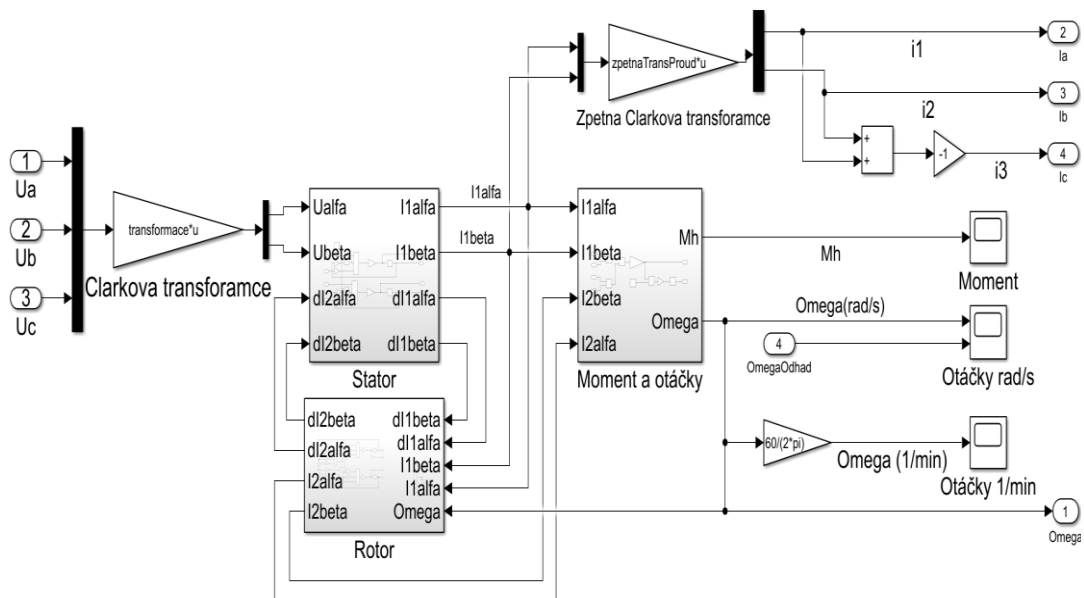 2
Ia
i1
zpetnaTransProud*u
Zpetna Clarkova transforamce
3
Ib
i2
+
+
-1
i3
4
Ic
1
Ua
2
Ub
3
Uc
transformace*u
Clarkova transforamce
Ualfa
Ubeta
dI2alfa
dI2beta
I1alfa
I1beta
dI1alfa
dI1beta
Stator
I1alfa
I1beta
I1alfa
I1beta
I2beta
I2alfa
Mh
Omega
Moment a otáčky
Mh
Moment
Omega(rad/s)
4
OmegaOdhad
Otáčky rad/s
60/(2*pi)
Omega (1/min)
Otáčky 1/min
1
Omega
dI2beta
dI2alfa
I2alfa
I2beta
dI1beta
dI1alfa
I1beta
I1alfa
Omega
Rotor